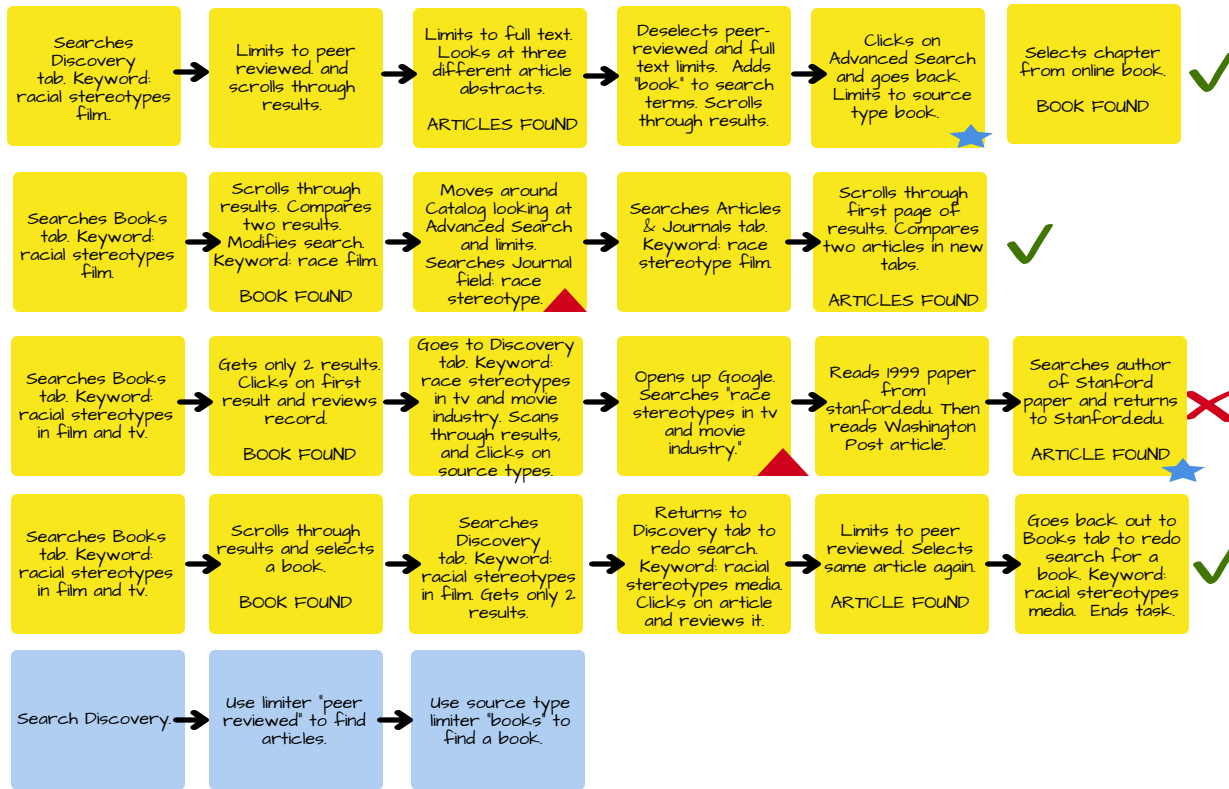 Searches
Discovery
tab. Keyword:
racial stereotypes
film..
Limits to peer
reviewed. and
scrolls through
results.
Limits to full text.
Looks at three
different article
abstracts.
ARTICLES FOUND
Deselects peer-
reviewed and full
text limits. Adds
"book" to search
terms. Scrolls
through results.
Clicks on
Advanced Search
and goes back.
Limits to source
type book.
Selects chapter
from online book.
BOOK FOUND
Searches Books
tab. Keyword:
racial stereotypes
film.
Scrolls through
results. Compares
two results.
Modifies search.
Keyword: race film.
BOOK FOUND
Moves around
Catalog looking at
Advanced Search
and limits.
Searches Journal
field: race
stereotype.
Searches Articles
& Journals tab.
Keyword: race
stereotype film.
Scrolls through
first page of
results. Compares
two articles in new
tabs.
ARTICLES FOUND
Searches Books
tab. Keyword:
racial stereotypes
in film and tv.
Gets only 2 results.
Clicks on first
result and reviews
record.
BOOK FOUND
Goes to Discovery
tab. Keyword:
race stereotypes
in tv and movie
industry. Scans
through results,
and clicks on
source types.
Opens up Google.
Searches "race
stereotypes in tv
and movie
industry."
Reads 1999 paper
from
stanford.edu. Then
reads Washington
Post article.
Searches author
of Stanford
paper and returns
to Stanford.edu.
ARTICLE FOUND
Searches Books
tab. Keyword:
racial stereotypes
in film and tv.
Scrolls through
results and selects
a book.
BOOK FOUND
Searches
Discovery
tab. Keyword:
racial stereotypes
in film. Gets only 2
results.
Returns to
Discovery tab to
redo search.
Keyword: racial
stereotypes media.
Clicks on article
and reviews it.
Limits to peer
reviewed. Selects
same article again.
ARTICLE FOUND
Goes back out to
Books tab to redo
search for a
book. Keyword:
racial stereotypes
media. Ends task.
Search Discovery.
Use limiter "peer
reviewed" to find
articles.
Use source type
limiter "books" to
find a book.